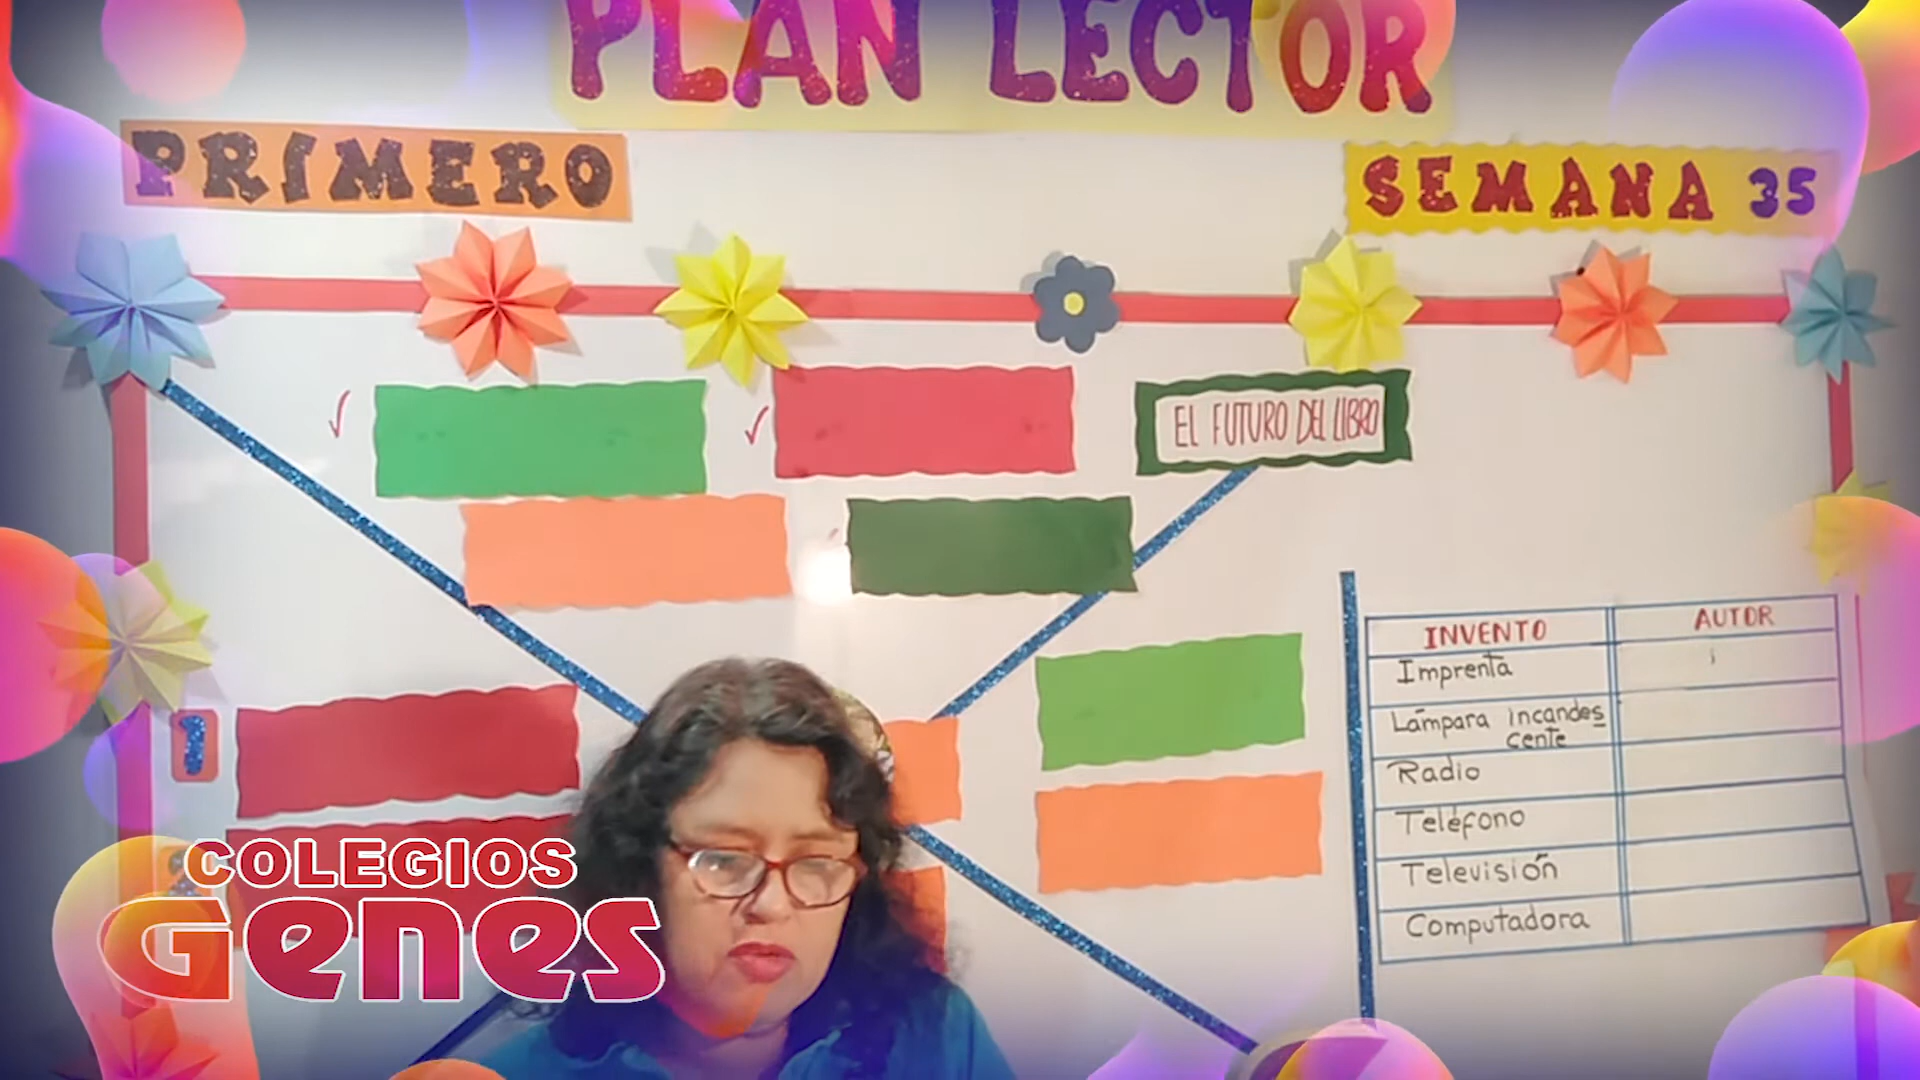 PLAN LECTOR
PRIMERO
SEMANA 35
EL FUTURO DEL LIBRO
INVENTO AUTOR
Imprenta
Lámpara incandes
cente
Radio
Teléfono
Televisión
Computadora
1
COLEGIOS
Genes